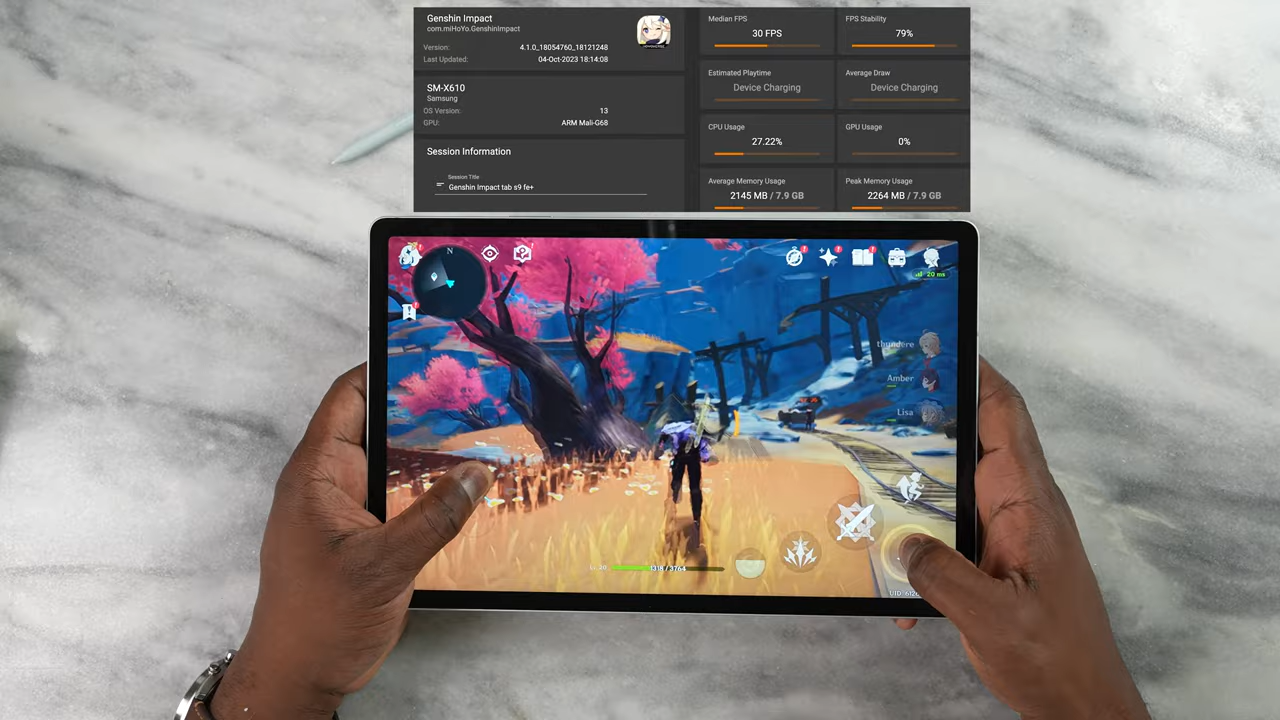 Genshin Impact
com.miHoYo.GenshinImpact
Version: 4.1.0_18054760_18121248
Last Updated: 04-Oct-2023 18:14:08
SM-X610
Samsung
OS Version: 13
GPU: ARM Mali-G68
Session Information
Session Title
Genshin Impact tab s9 fe+
Median FPS
30 FPS
FPS Stability
79%
Estimated Playtime
Device Charging
Average Draw
Device Charging
CPU Usage
27.22%
GPU Usage
0%
Average Memory Usage
2145 MB / 7.9 GB
Peak Memory Usage
2264 MB / 7.9 GB
N
20 ms
thundere
Amber
Lisa
1318 / 3764